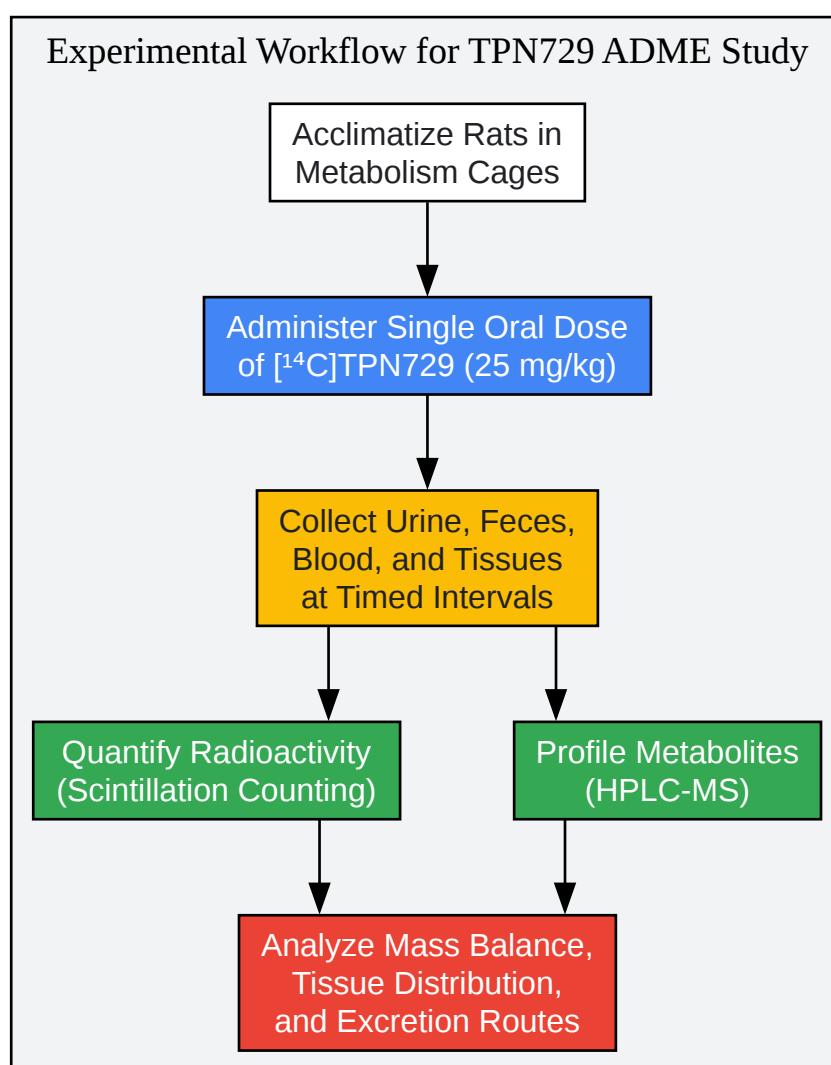 Experimental Workflow for TPN729 ADME Study
Acclimatize Rats in
Metabolism Cages
Administer Single Oral Dose
of [¹⁴C]TPN729 (25 mg/kg)
Collect Urine, Feces,
Blood, and Tissues
at Timed Intervals
Quantify Radioactivity
(Scintillation Counting)
Profile Metabolites
(HPLC-MS)
Analyze Mass Balance,
Tissue Distribution,
and Excretion Routes